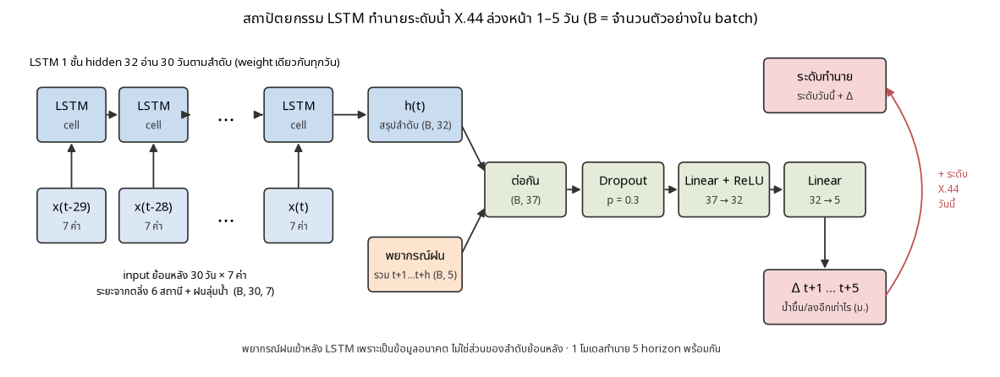 สถาปัตยกรรม LSTM ทำนายระดับน้ำ X.44 ล่วงหน้า 1–5 วัน (B = จำนวนตัวอย่างใน batch)
LSTM 1 ชั้น hidden 32 อ่าน 30 วันตามลำดับ (weight เดียวกันทุกวัน)
LSTM
cell
LSTM
cell
...
LSTM
cell
h(t)
สรุปลำดับ (B, 32)
x(t-29)
7 ค่า
x(t-28)
7 ค่า
...
x(t)
7 ค่า
input ย้อนหลัง 30 วัน × 7 ค่า
ระยะจากตลิ่ง 6 สถานี + ฝนลุ่มน้ำ (B, 30, 7)
พยากรณ์ฝน
รวม t+1...t+h (B, 5)
ต่อกัน
(B, 37)
Dropout
p = 0.3
Linear + ReLU
37 → 32
Linear
32 → 5
Δ t+1 ... t+5
น้ำขึ้น/ลงอีกเท่าไร (ม.)
+ ระดับ
X.44
วันนี้
ระดับทำนาย
ระดับวันนี้ + Δ
พยากรณ์ฝนเข้าหลัง LSTM เพราะเป็นข้อมูลอนาคต ไม่ใช่ส่วนของลำดับย้อนหลัง · 1 โมเดลทำนาย 5 horizon พร้อมกัน